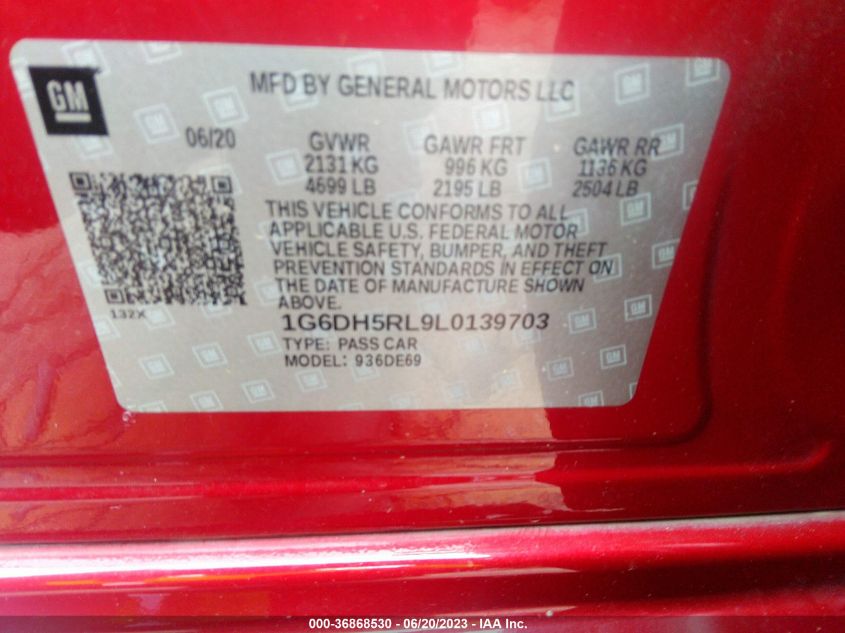 GM
MFD BY GENERAL MOTORS LLC
06/20 GVWR GAWR FRT GAWR RR
2131 KG 996 KG 1136 KG
4699 LB 2195 LB 2504 LB
THIS VEHICLE CONFORMS TO ALL
APPLICABLE U.S. FEDERAL MOTOR
VEHICLE SAFETY, BUMPER, AND THEFT
PREVENTION STANDARDS IN EFFECT ON
THE DATE OF MANUFACTURE SHOWN
ABOVE.
132X
1G6DH5RL9L0139703
TYPE: PASS CAR
MODEL: 936DE69
000-36868530 - 06/20/2023 - IAA Inc.